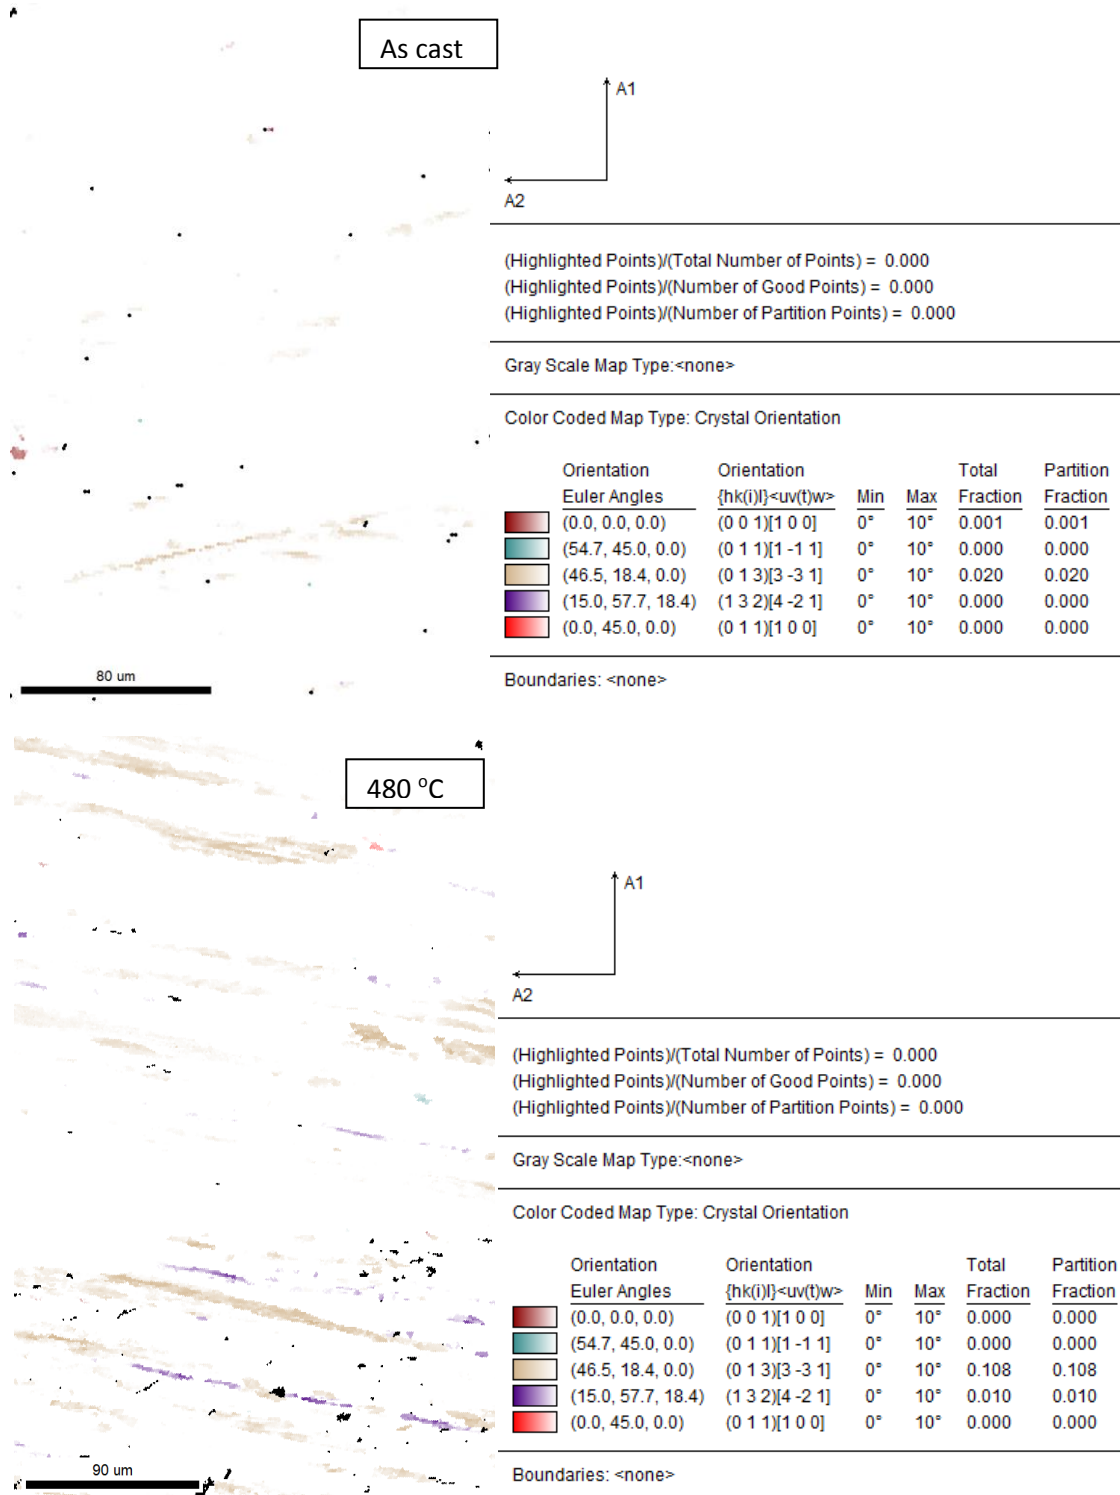 As cast
A1
A2
(Highlighted Points)/(Total Number of Points) = 0.000
(Highlighted Points)/(Number of Good Points) = 0.000
(Highlighted Points)/(Number of Partition Points) = 0.000
Gray Scale Map Type:<none>
Color Coded Map Type: Crystal Orientation
Orientation Orientation Total Partition
Euler Angles {hk(i)l}<uv(t)w> Min Max Fraction Fraction
(0.0, 0.0, 0.0) (0 0 1)[1 0 0] 0° 10° 0.001 0.001
(54.7, 45.0, 0.0) (0 1 1)[1 -1 1] 0° 10° 0.000 0.000
(46.5, 18.4, 0.0) (0 1 3)[3 -3 1] 0° 10° 0.020 0.020
(15.0, 57.7, 18.4) (1 3 2)[4 -2 1] 0° 10° 0.000 0.000
(0.0, 45.0, 0.0) (0 1 1)[1 0 0] 0° 10° 0.000 0.000
80 um
Boundaries: <none>
480 °C
A1
A2
(Highlighted Points)/(Total Number of Points) = 0.000
(Highlighted Points)/(Number of Good Points) = 0.000
(Highlighted Points)/(Number of Partition Points) = 0.000
Gray Scale Map Type:<none>
Color Coded Map Type: Crystal Orientation
Orientation Orientation Total Partition
Euler Angles {hk(i)l}<uv(t)w> Min Max Fraction Fraction
(0.0, 0.0, 0.0) (0 0 1)[1 0 0] 0° 10° 0.000 0.000
(54.7, 45.0, 0.0) (0 1 1)[1 -1 1] 0° 10° 0.000 0.000
(46.5, 18.4, 0.0) (0 1 3)[3 -3 1] 0° 10° 0.108 0.108
(15.0, 57.7, 18.4) (1 3 2)[4 -2 1] 0° 10° 0.010 0.010
(0.0, 45.0, 0.0) (0 1 1)[1 0 0] 0° 10° 0.000 0.000
90 um
Boundaries: <none>